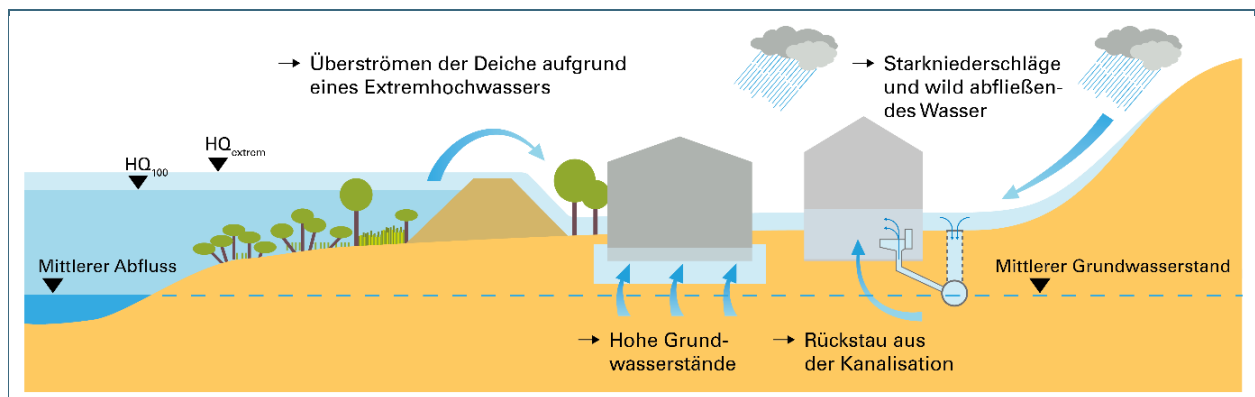 → Überströmen der Deiche aufgrund
eines Extremhochwassers
→ Starkniederschläge
und wild abfließen-
des Wasser
HQextrem
HQ100
Mittlerer Abfluss
Mittlerer Grundwasserstand
→ Hohe Grund-
wasserstände
→ Rückstau aus
der Kanalisation